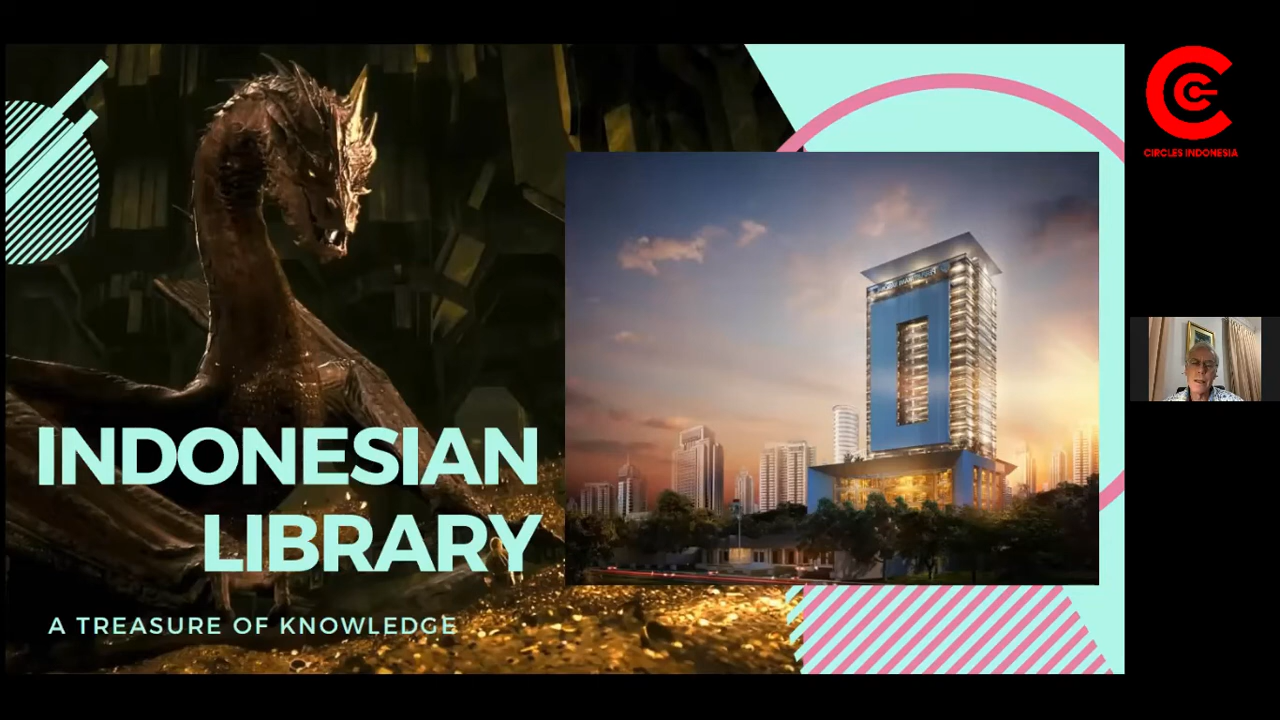 INDONESIAN
LIBRARY
A TREASURE OF KNOWLEDGE
CIRCLES INDONESIA